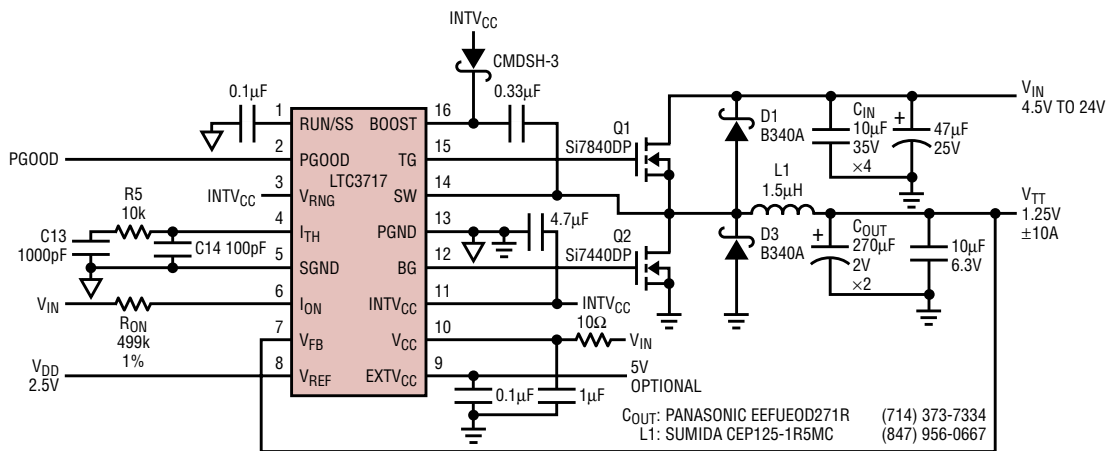 INTVCC
CMDSH-3
0.1µF
0.33µF
1
RUN/SS
BOOST
16
PGOOD
2
PGOOD
TG
15
LTC3717
INTVCC
3
VRNG
SW
14
R5
10k
4
ITH
PGND
13
4.7µF
C13
1000pF
C14 100pF
5
SGND
BG
12
VIN
6
ION
INTVCC
11
INTVCC
RON
499k
1%
7
VFB
VCC
10
10Ω
VIN
VDD
2.5V
8
VREF
EXTVCC
9
5V
OPTIONAL
0.1µF
1µF
Q1
Si7840DP
Q2
Si7440DP
D1
B340A
D3
B340A
L1
1.5µH
CIN
10µF
35V
×4
+
47µF
25V
VIN
4.5V TO 24V
VTT
1.25V
±10A
+
COUT
270µF
2V
×2
10µF
6.3V
COUT: PANASONIC EEFUEOD271R (714) 373-7334
L1: SUMIDA CEP125-1R5MC (847) 956-0667